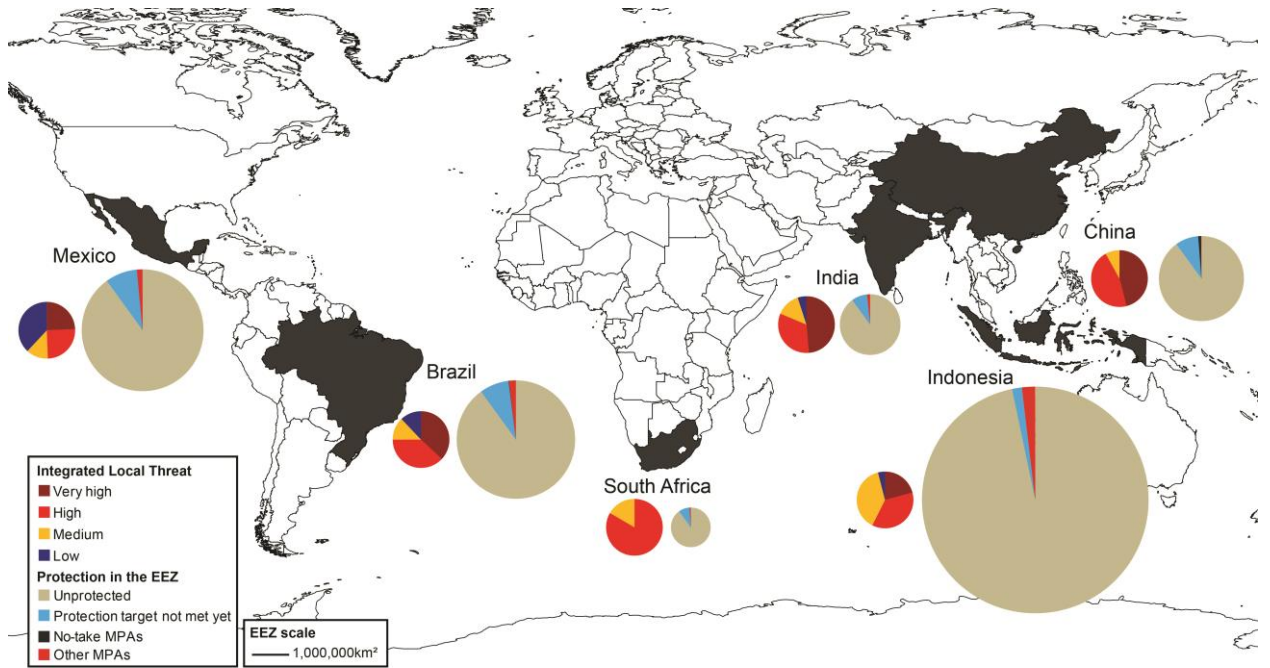 Mexico
Brazil
South Africa
India
China
Indonesia
Integrated Local Threat
Very high
High
Medium
Low
Protection in the EEZ
Unprotected
Protection target not met yet
No-take MPAs
Other MPAs
EEZ scale
1,000,000km²